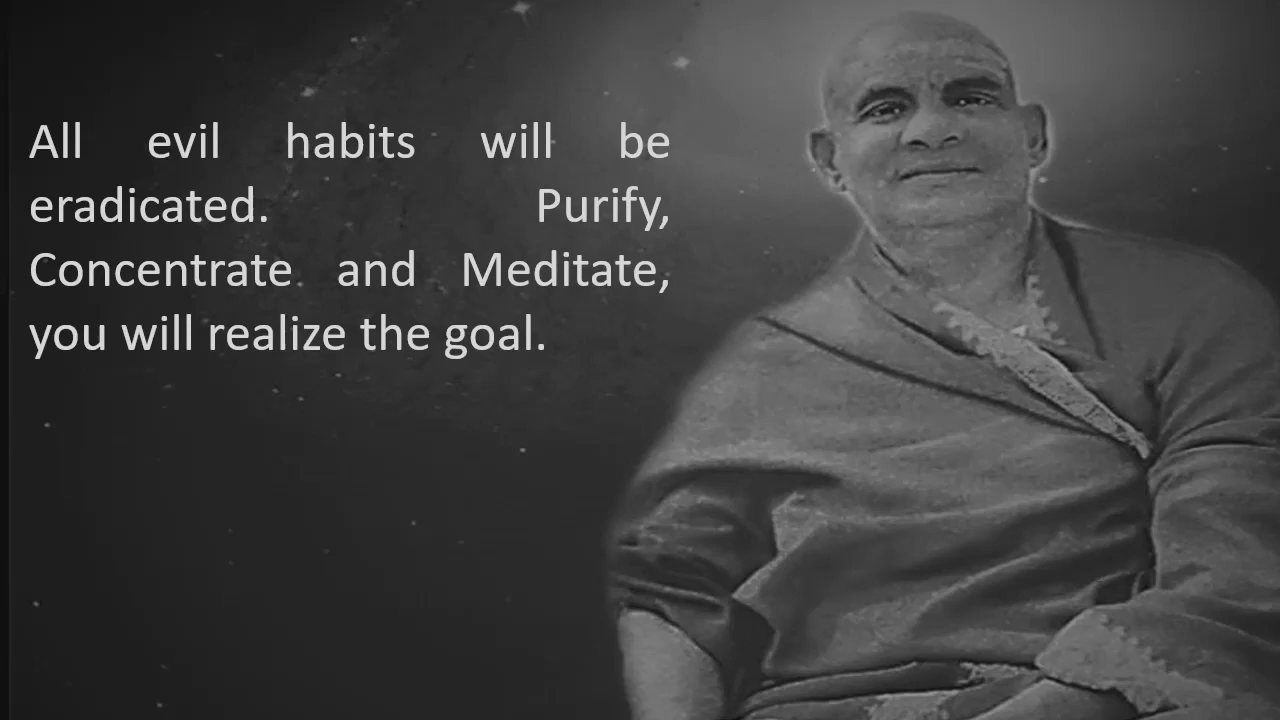 All evil habits will be
eradicated. Purify,
Concentrate and Meditate,
you will realize the goal.